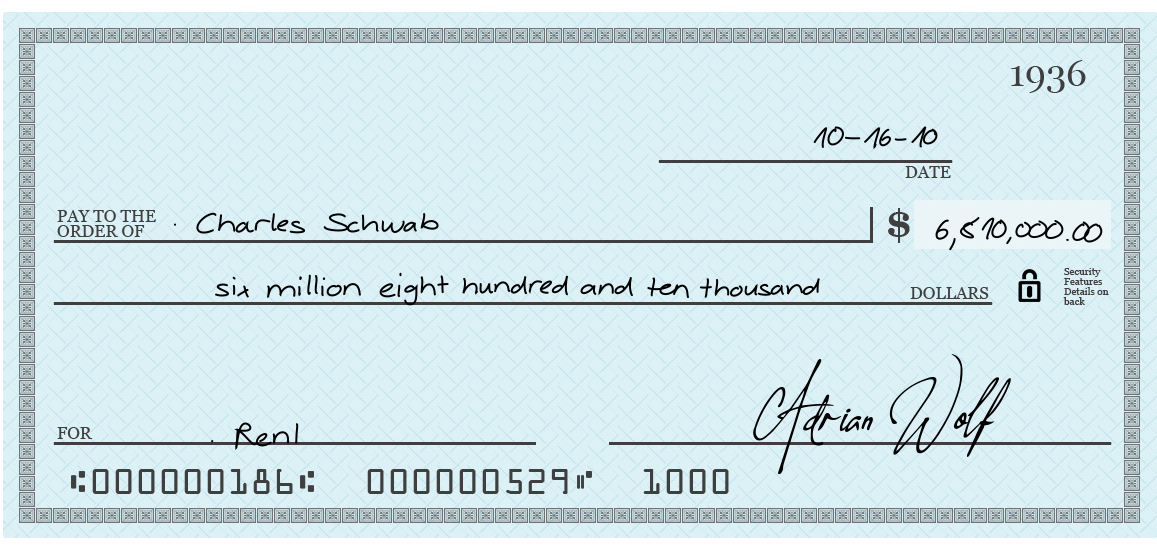 1936
10-16-10
DATE
PAY TO THE
ORDER OF Charles Schwab $ 6,810,000.00
six million eight hundred and ten thousand DOLLARS
Security
Features
Details on
back
FOR Renl Adrian Wolf
⑆000000186⑆ 000000529⑈ 1000